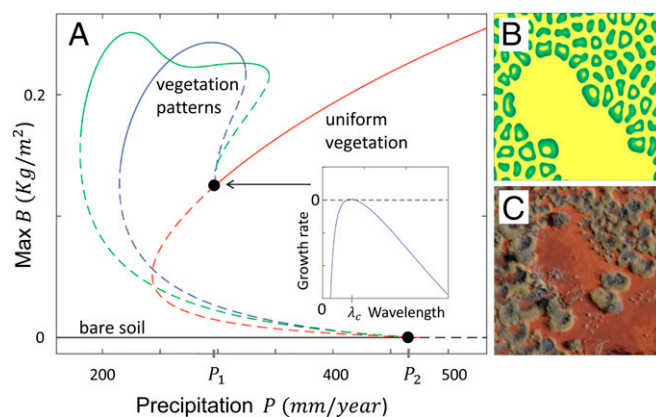 A
B
C
Max B (Kg/m²)
0.2
0
vegetation
patterns
uniform
vegetation
Growth rate
0
0
λc
Wavelength
bare soil
200
P₁
400
P₂
500
Precipitation P (mm/year)